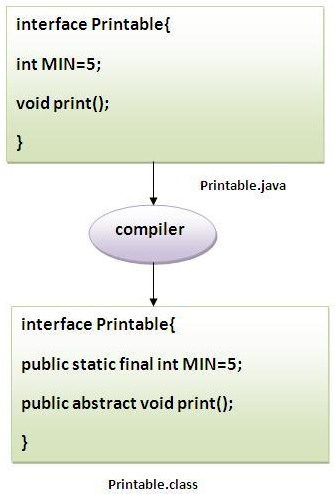 interface Printable{
int MIN=5;
void print();
}
Printable.java
compiler
interface Printable{
public static final int MIN=5;
public abstract void print();
}
Printable.class